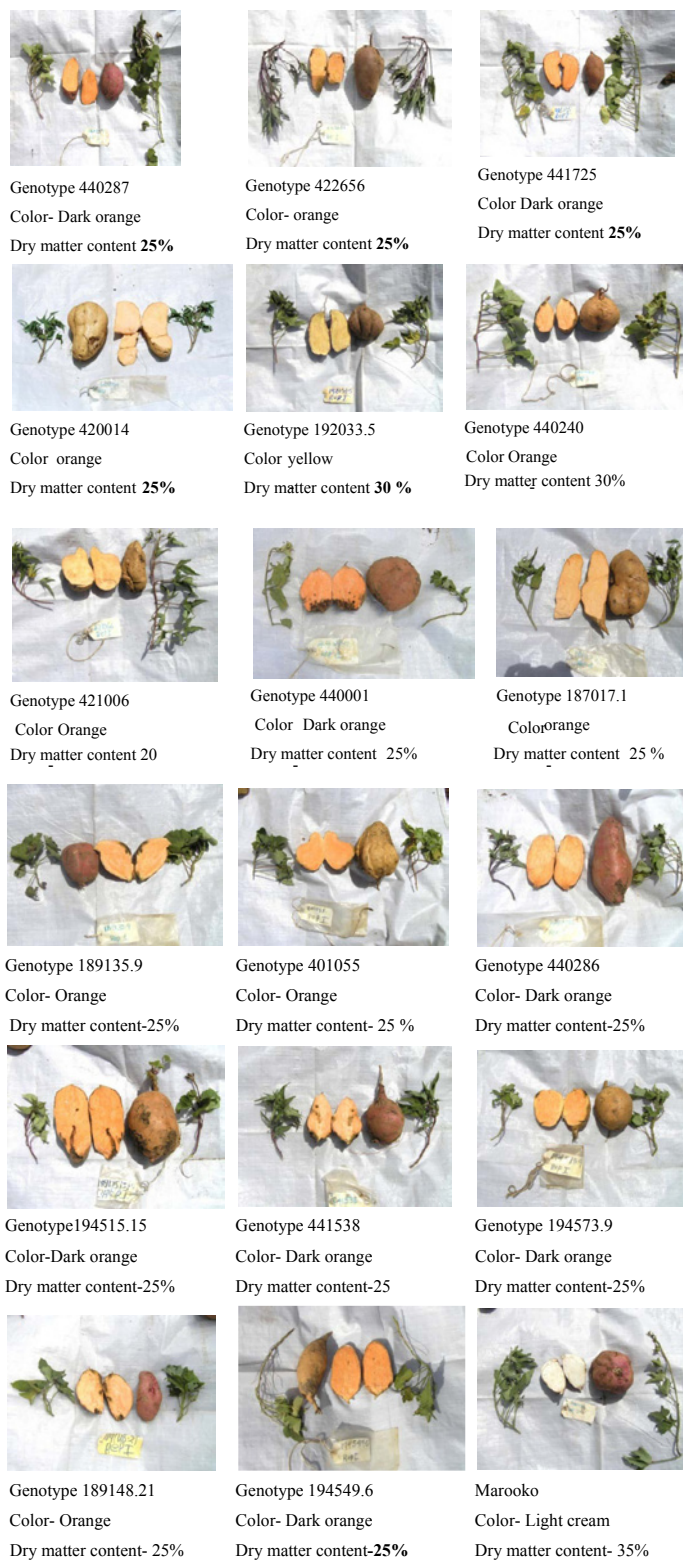 Genotype 440287
Color- Dark orange
Dry matter content 25%
Genotype 422656
Color- orange
Dry matter content 25%
Genotype 441725
Color Dark orange
Dry matter content 25%
Genotype 420014
Color orange
Dry matter content 25%
Genotype 192033.5
Color yellow
Dry matter content 30 %
Genotype 440240
Color Orange
Dry matter content 30%
Genotype 421006
Color Orange
Dry matter content 20
Genotype 440001
Color Dark orange
Dry matter content 25%
Genotype 187017.1
Colororange
Dry matter content 25 %
Genotype 189135.9
Color- Orange
Dry matter content-25%
Genotype 401055
Color- Orange
Dry matter content- 25 %
Genotype 440286
Color- Dark orange
Dry matter content-25%
Genotype194515.15
Color-Dark orange
Dry matter content-25%
Genotype 441538
Color- Dark orange
Dry matter content-25
Genotype 194573.9
Color- Dark orange
Dry matter content-25%
Genotype 189148.21
Color- Orange
Dry matter content- 25%
Genotype 194549.6
Color- Dark orange
Dry matter content-25%
Marooko
Color- Light cream
Dry matter content- 35%